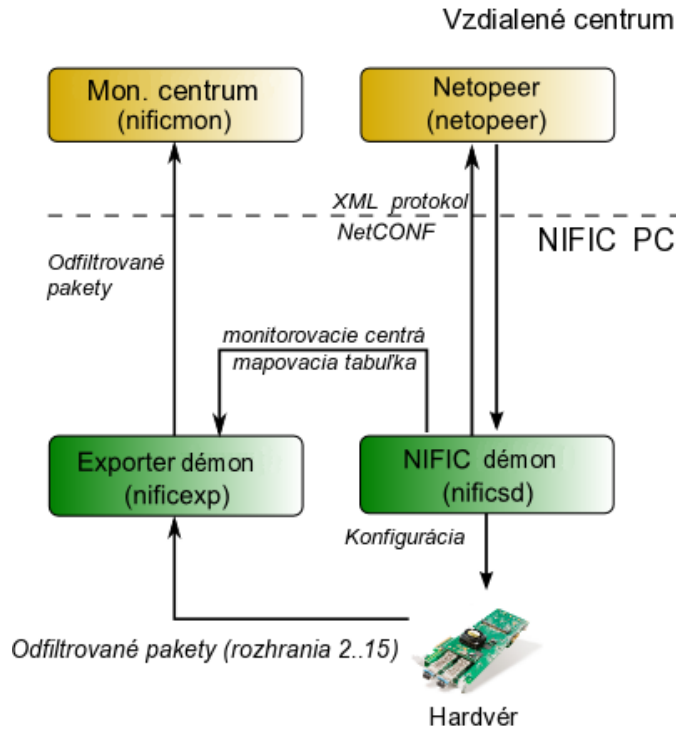 Vzdialené centrum
Mon. centrum
(nificmon)
Netopeer
(netopeer)
XML protokol
NetCONF
NIFIC PC
Odfiltrované
pakety
monitorovacie centrá
mapovacia tabuľka
Exporter démon
(nificexp)
NIFIC démon
(nificsd)
Konfigurácia
Odfiltrované pakety (rozhrania 2..15)
Hardvér